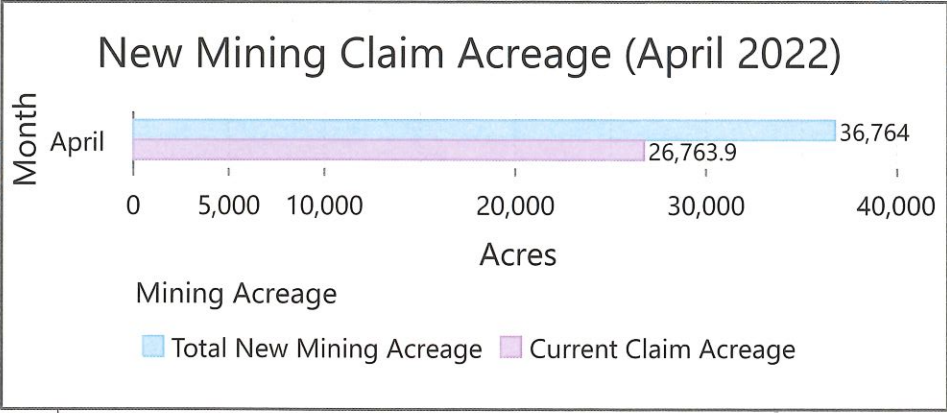 New Mining Claim Acreage (April 2022)
Month
April
36,764
26,763.9
0 5,000 10,000 20,000 30,000 40,000
Acres
Mining Acreage
Total New Mining Acreage Current Claim Acreage